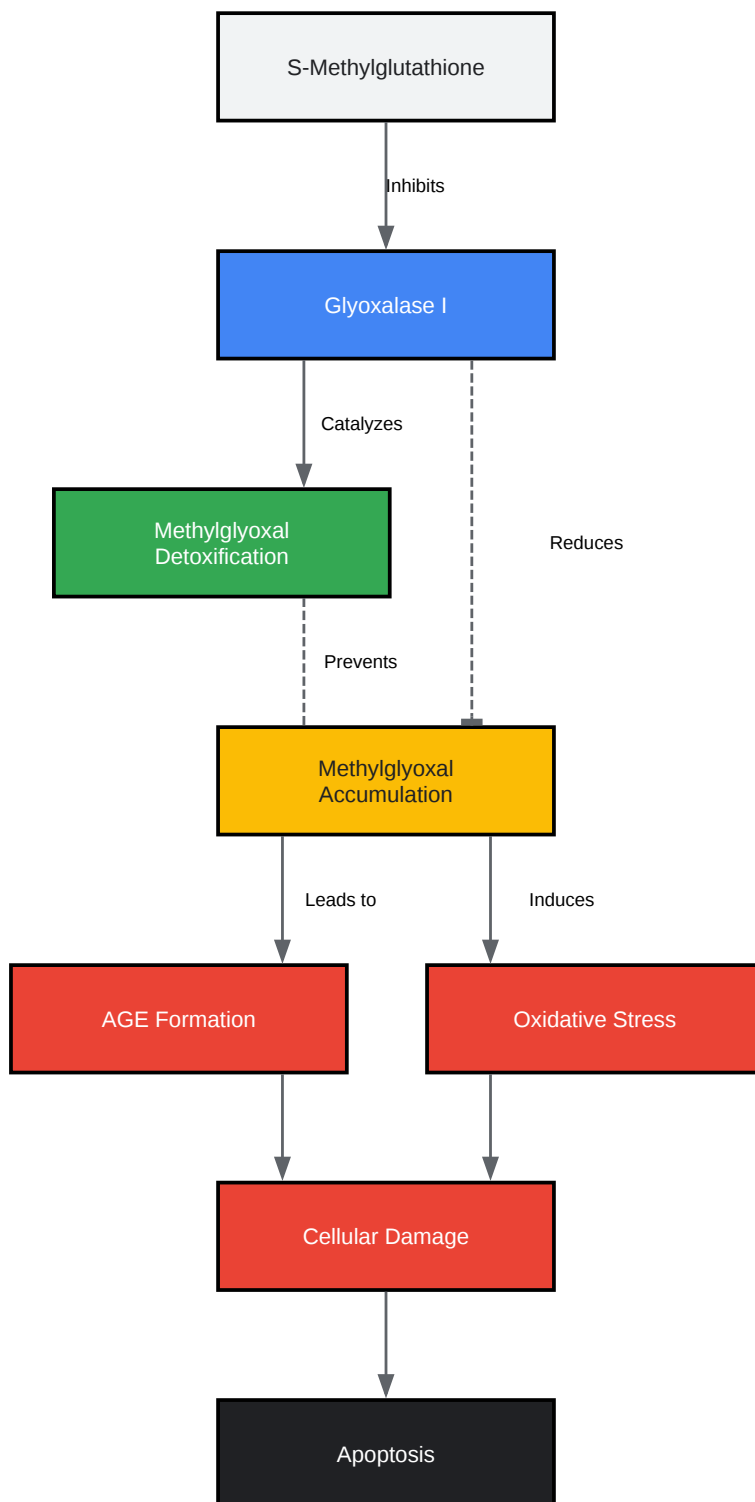 S-Methylglutathione
Inhibits
Glyoxalase I
Catalyzes
Methylglyoxal
Detoxification
Reduces
Prevents
Methylglyoxal
Accumulation
Leads to
Induces
AGE Formation
Oxidative Stress
Cellular Damage
Apoptosis